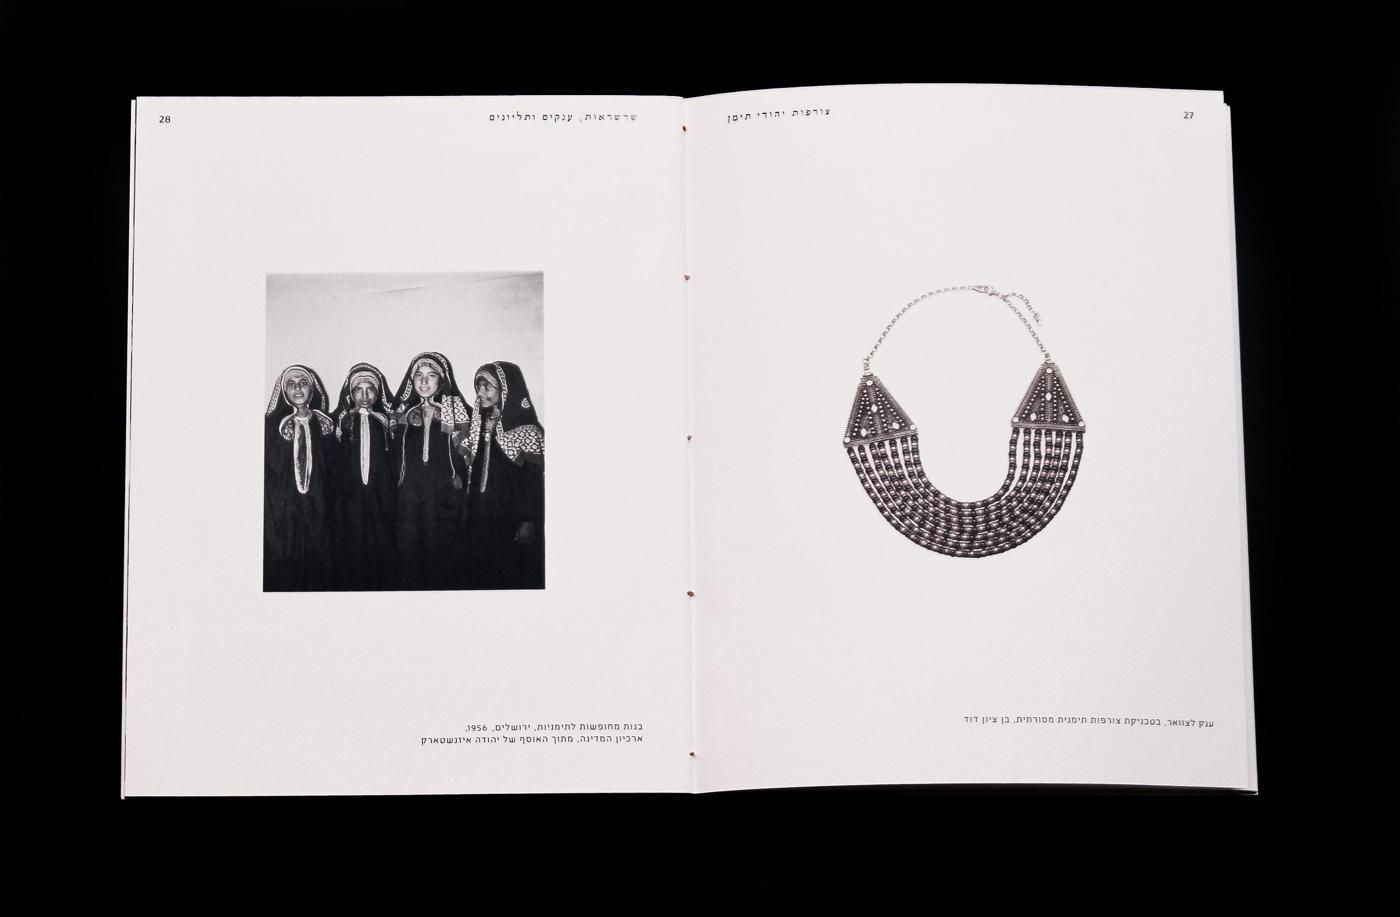 27
צורפות יהודי תימן
ענק לצוואר, בטכניקת צורפות תימנית מסורתית, בן ציון דוד
שרשראות, ענקים ותליונים
28
בנות מחופשות לתימניות, ירושלים, 1956,
ארכיון המדינה, מתוך האוסף של יהודה איזנשטארק